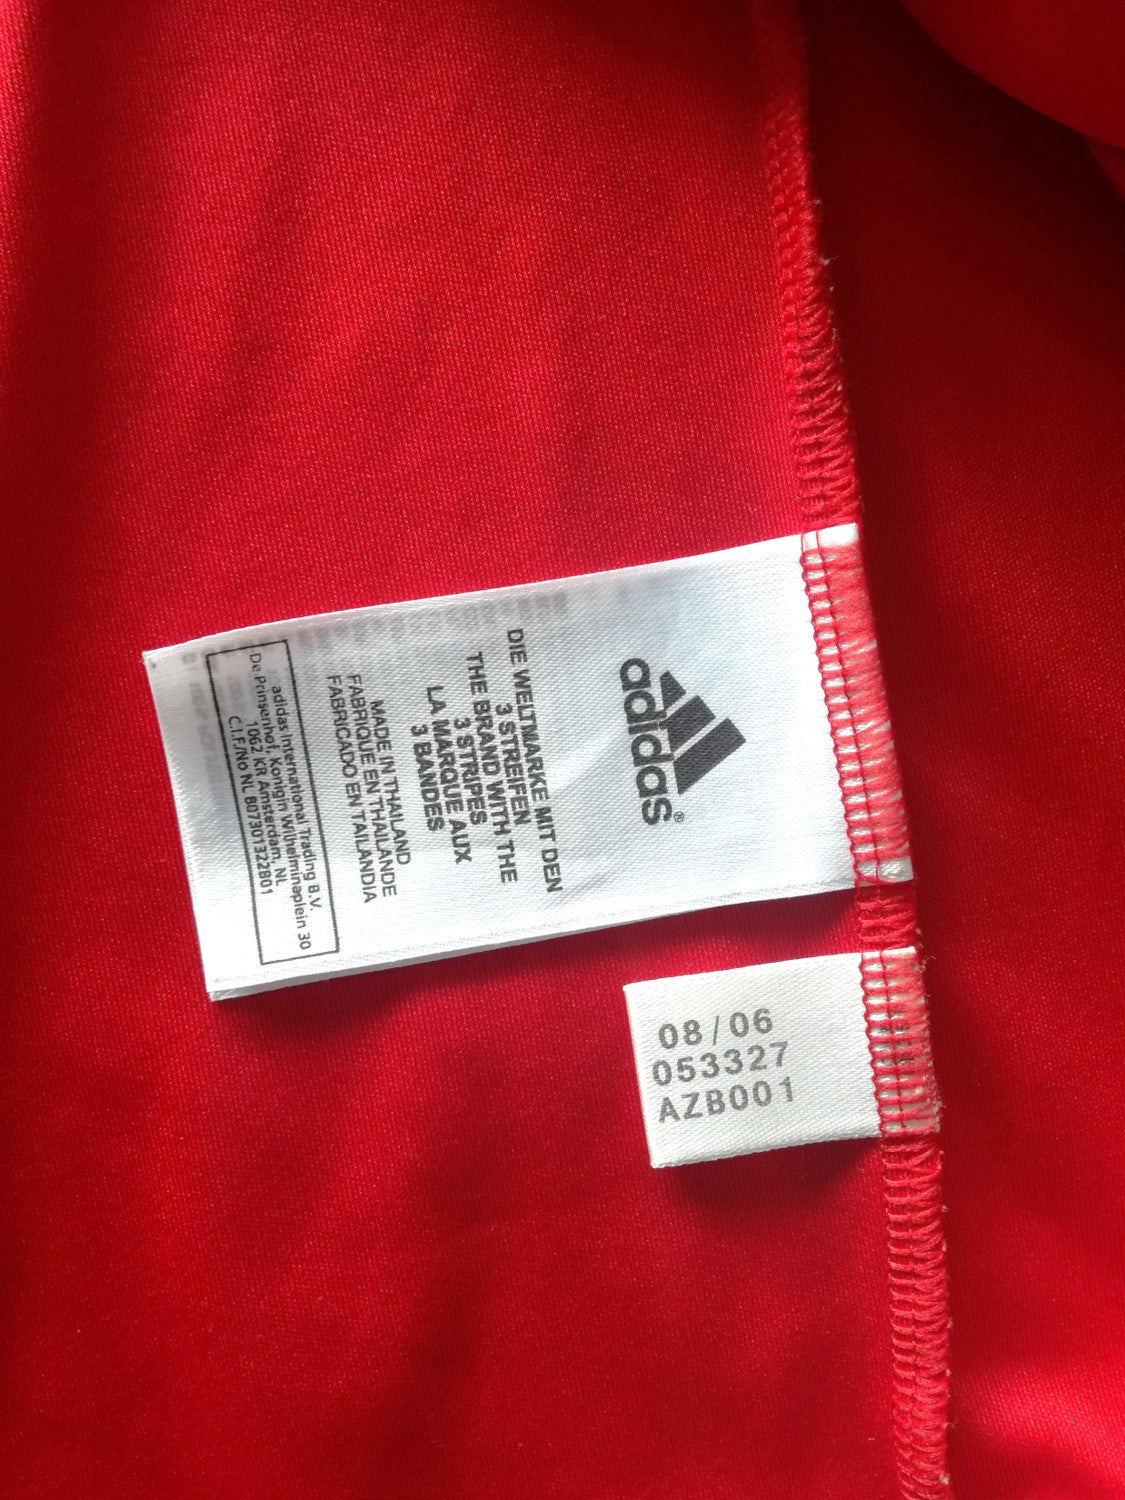 adidas®
DIE WELTMARKE MIT DEN
3 STREIFEN
THE BRAND WITH THE
3 STRIPES
LA MARQUE AUX
3 BANDES
MADE IN THAILAND
FABRIQUE EN THAILANDE
FABRICADO EN TAILANDIA
adidas International Trading B.V.
De Prinsenhof, Konigin Wilhelminaplein 30
1062 KR Amsterdam, NL
C.I.F/No NL 807301322B01
08/06
053327
AZB001